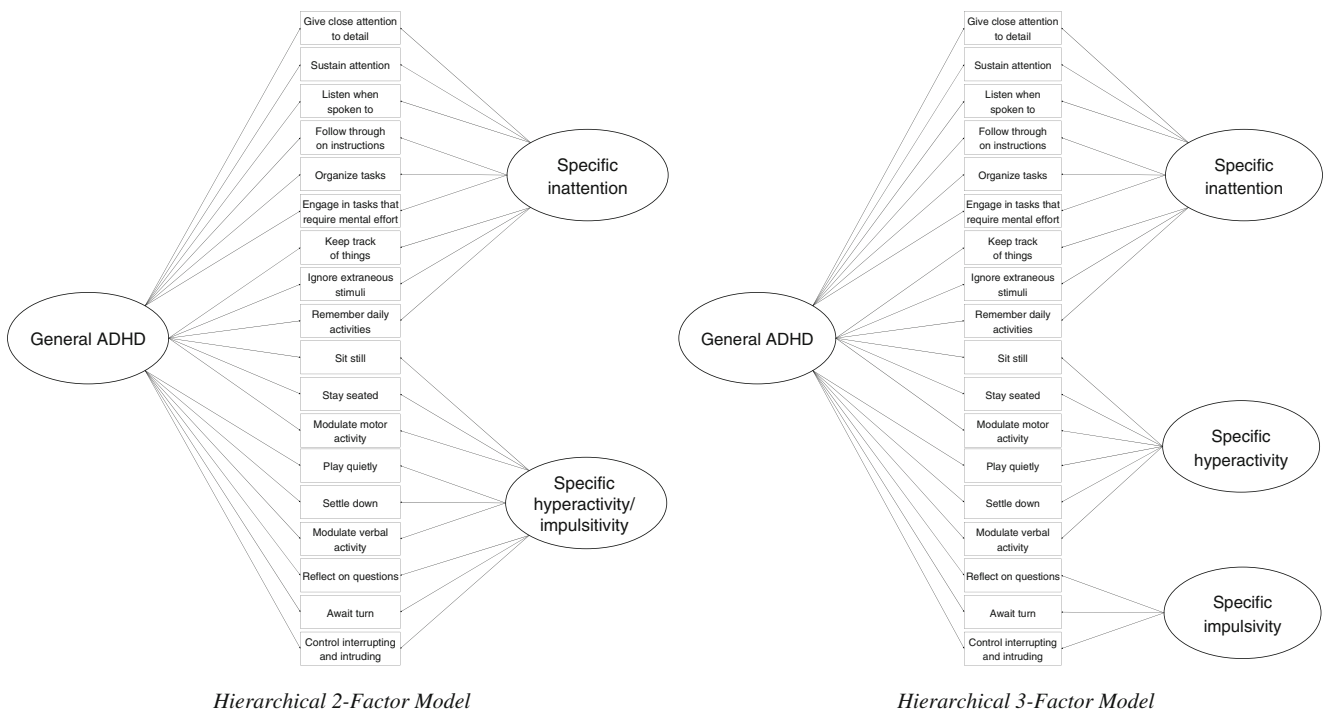 Give close attention
to detail
Sustain attention
Listen when
spoken to
Follow through
on instructions
Organize tasks
Engage in tasks that
require mental effort
Keep track
of things
Ignore extraneous
stimuli
Remember daily
activities
Sit still
Stay seated
Modulate motor
activity
Play quietly
Settle down
Modulate verbal
activity
Reflect on questions
Await turn
Control interrupting
and intruding
General ADHD
Specific
inattention
Specific
hyperactivity/
impulsitivity
Hierarchical 2-Factor Model
Give close attention
to detail
Sustain attention
Listen when
spoken to
Follow through
on instructions
Organize tasks
Engage in tasks that
require mental effort
Keep track
of things
Ignore extraneous
stimuli
Remember daily
activities
Sit still
Stay seated
Modulate motor
activity
Play quietly
Settle down
Modulate verbal
activity
Reflect on questions
Await turn
Control interrupting
and intruding
General ADHD
Specific
inattention
Specific
hyperactivity
Specific
impulsivity
Hierarchical 3-Factor Model